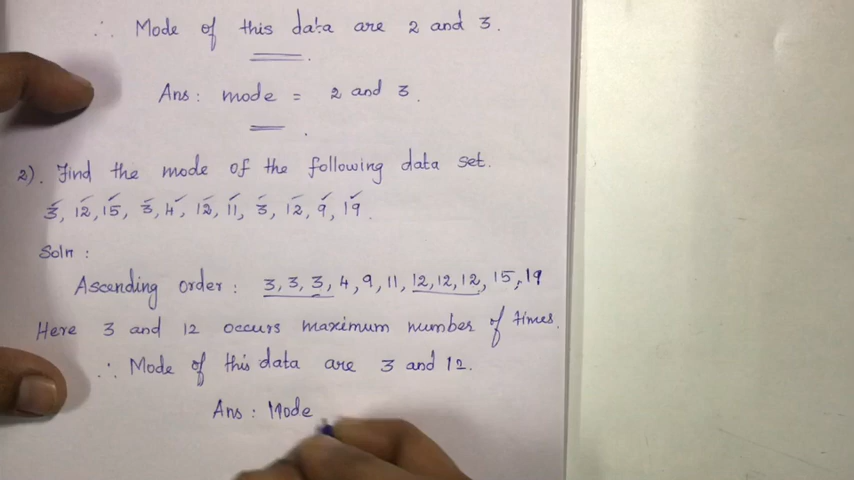 ∴ Mode of this data are 2 and 3.
Ans: mode = 2 and 3.
2). Find the mode of the following data set.
3, 12, 15, 3, 4, 12, 11, 3, 12, 9, 19.
Soln:
Ascending order: 3, 3, 3, 4, 9, 11, 12, 12, 12, 15, 19
Here 3 and 12 occurs maximum number of times.
∴ Mode of this data are 3 and 12.
Ans: Mode